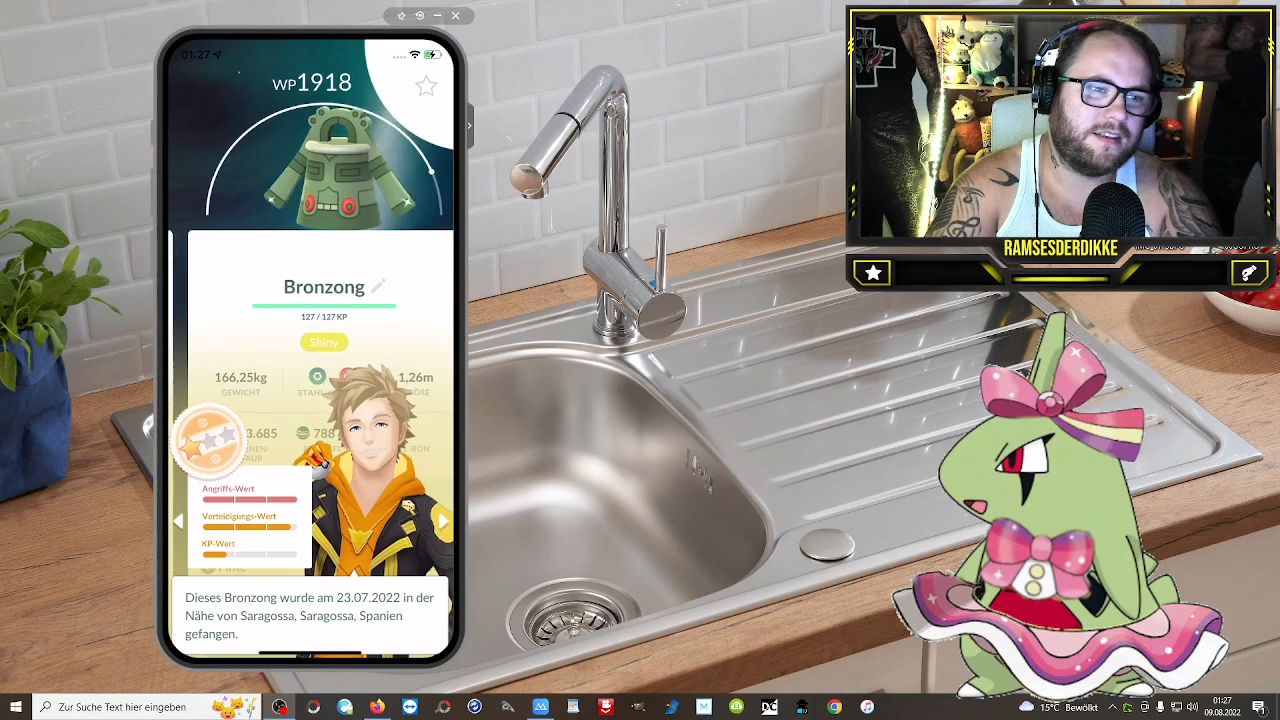 01:27
WP1918
Bronzong
127 / 127 KP
Shiny
166,25kg
1,26m
GEWICHT
3.685
788
Angriffs-Wert
Verteidigungs-Wert
KP-Wert
Dieses Bronzong wurde am 23.07.2022 in der
Nähe von Saragossa, Saragossa, Spanien
gefangen.
RAMSESDERDIKKE
Zur Suche Text hier eingeben
15°C Bewölkt
01:27
09.08.2022